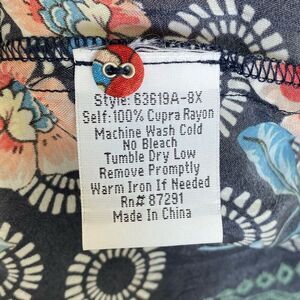 Style: 63619A-8X
Self:100% Cupra Rayon
Machine Wash Cold
No Bleach
Tumble Dry Low
Remove Promptly
Warm Iron If Needed
Rn# 87291
Made In China